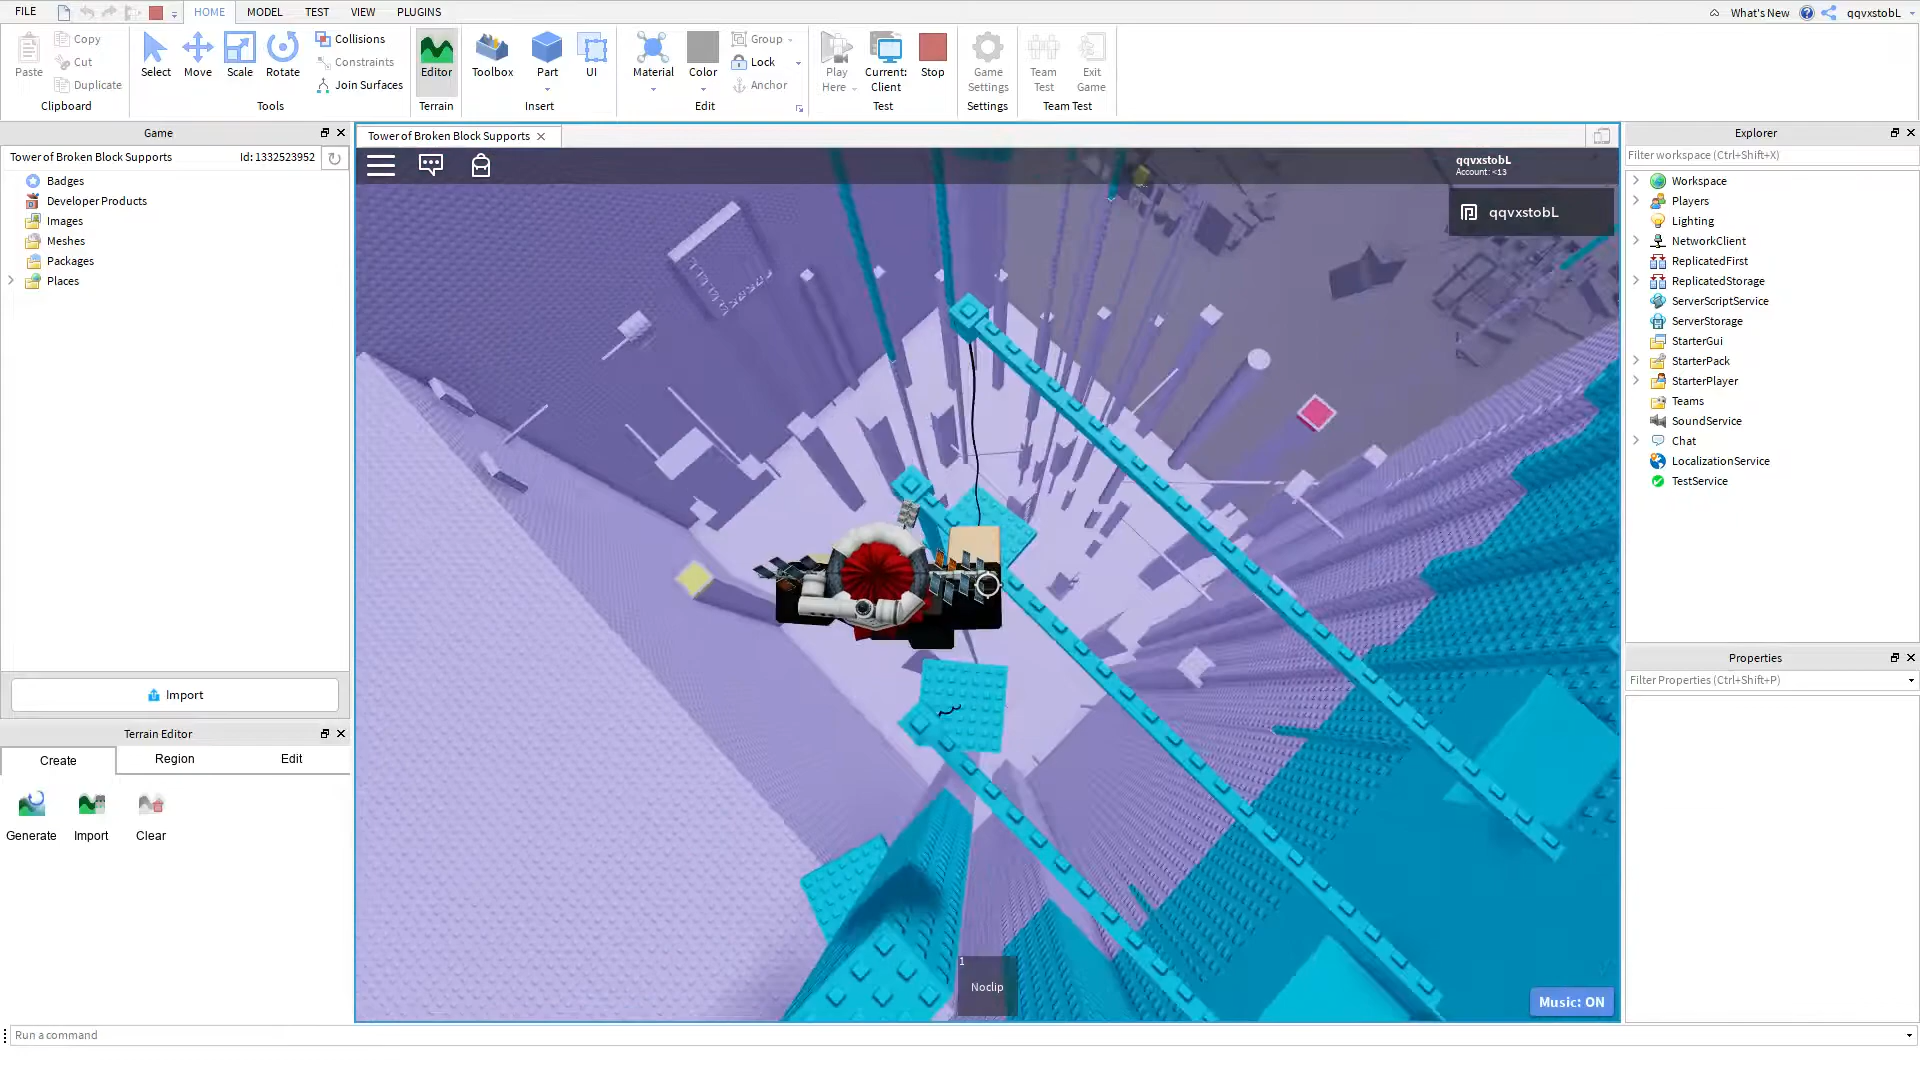 FILE
HOME
MODEL
TEST
VIEW
PLUGINS
What's New
qqvxstobL
Paste
Copy
Cut
Duplicate
Clipboard
Select
Move
Scale
Rotate
Collisions
Constraints
Join Surfaces
Tools
Editor
Terrain
Toolbox
Part
UI
Insert
Material
Color
Group
Lock
Anchor
Edit
Play
Here
Current:
Client
Stop
Test
Game
Settings
Settings
Team
Test
Exit
Game
Team Test
Game
Tower of Broken Block Supports
Id: 1332523952
Badges
Developer Products
Images
Meshes
Packages
Places
Import
Terrain Editor
Create
Region
Edit
Generate
Import
Clear
Tower of Broken Block Supports
qqvxstobL
Account: <13
qqvxstobL
1
Noclip
Music: ON
Explorer
Filter workspace (Ctrl+Shift+X)
Workspace
Players
Lighting
NetworkClient
ReplicatedFirst
ReplicatedStorage
ServerScriptService
ServerStorage
StarterGui
StarterPack
StarterPlayer
Teams
SoundService
Chat
LocalizationService
TestService
Properties
Filter Properties (Ctrl+Shift+P)
Run a command